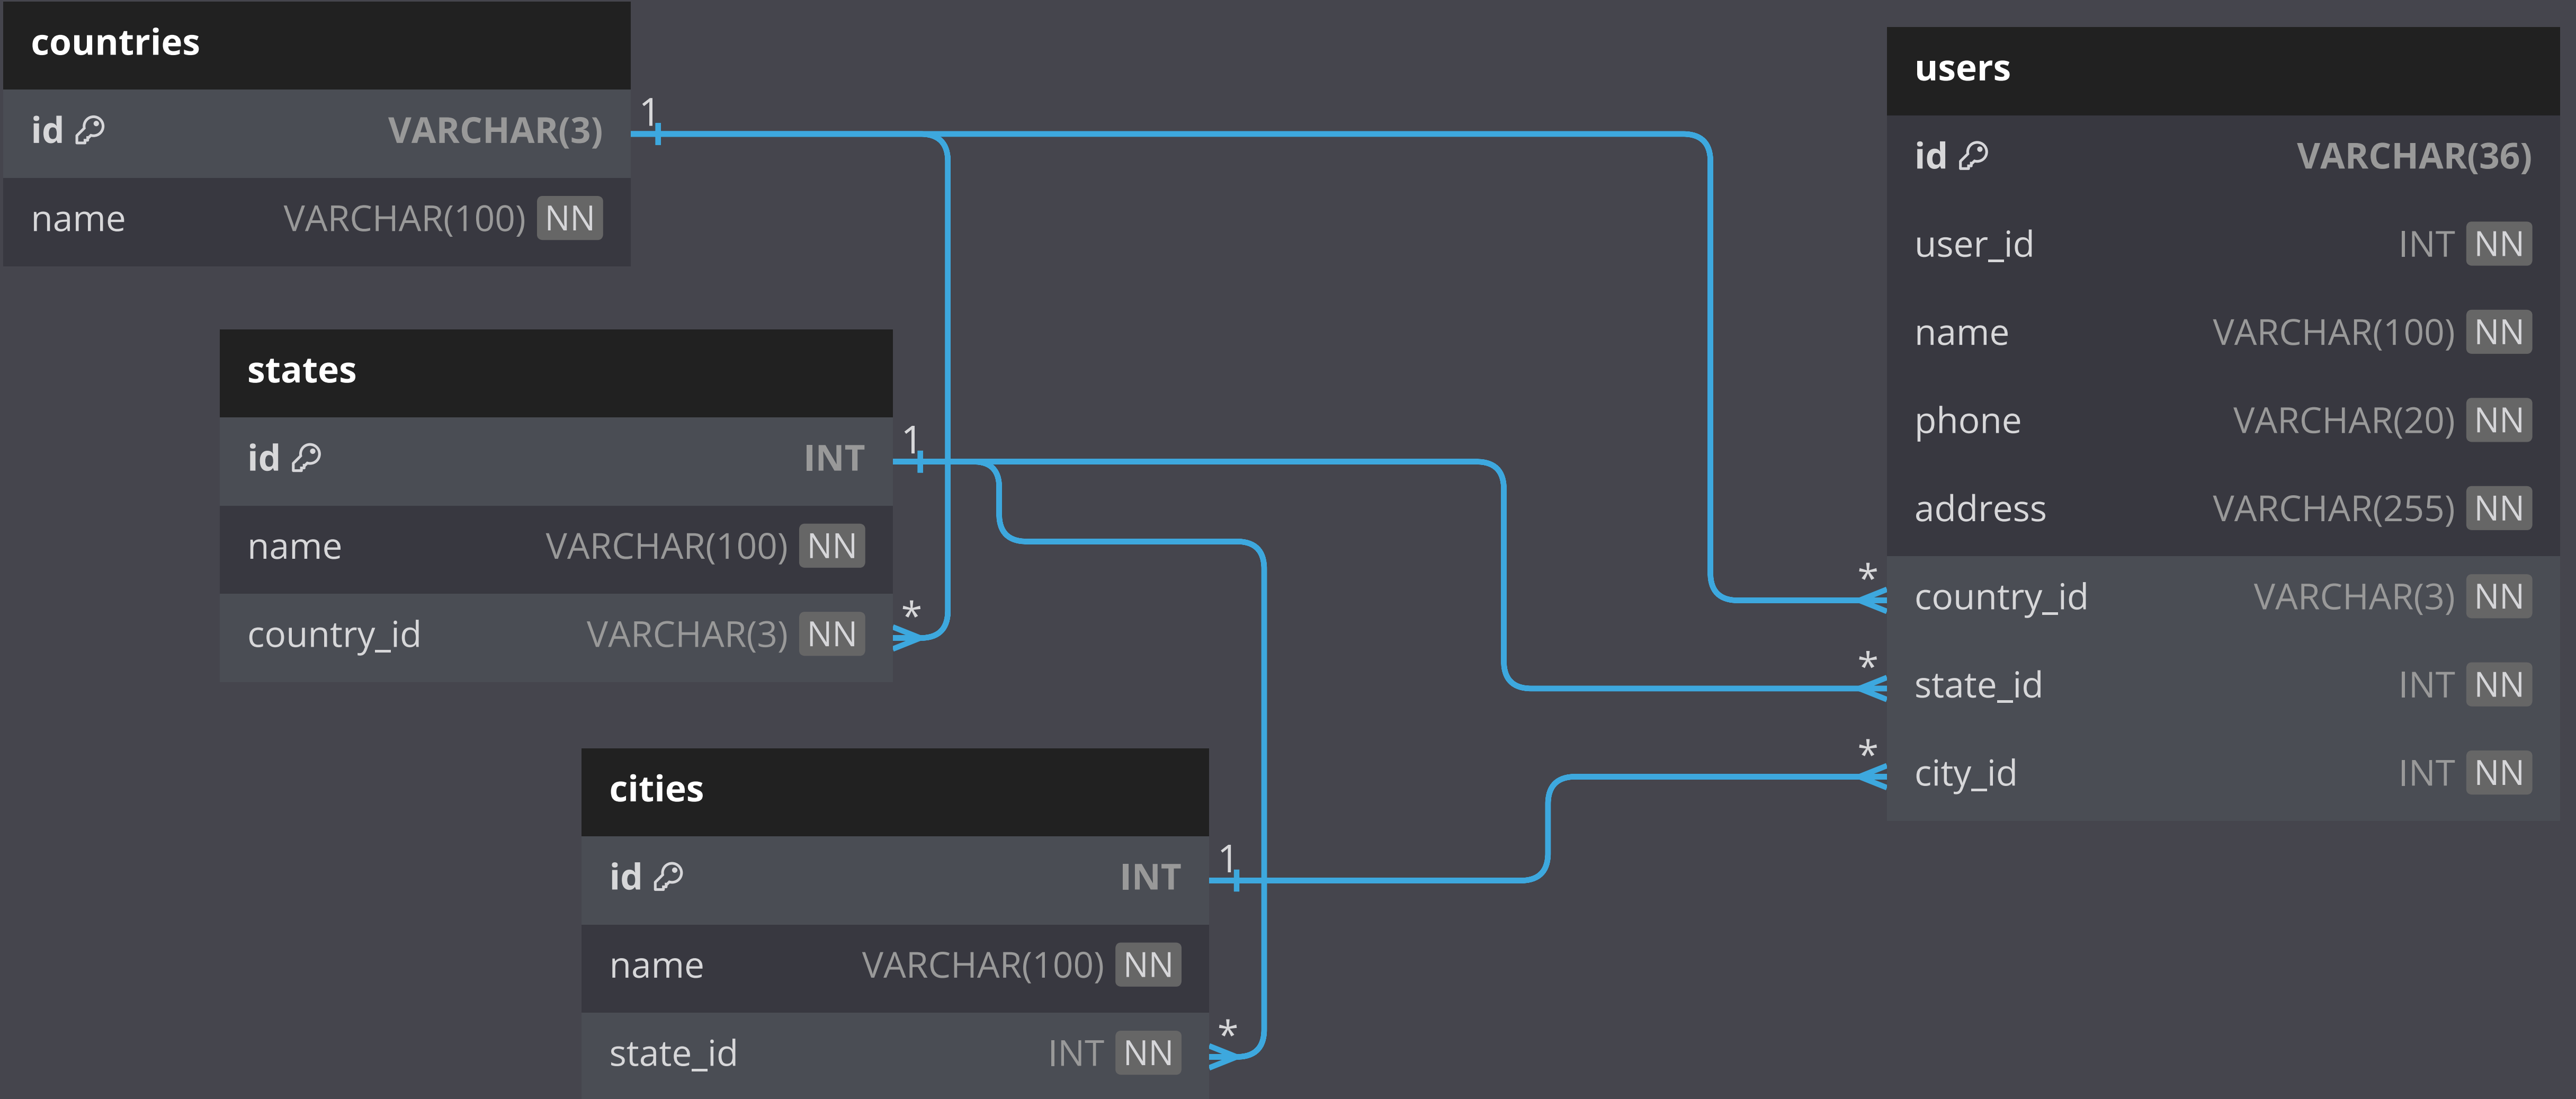 countries
id VARCHAR(3)
name VARCHAR(100) NN
1
states
id INT
name VARCHAR(100) NN
country_id VARCHAR(3) NN
1
*
cities
id INT
name VARCHAR(100) NN
state_id INT NN
1
*
users
id VARCHAR(36)
user_id INT NN
name VARCHAR(100) NN
phone VARCHAR(20) NN
address VARCHAR(255) NN
* country_id VARCHAR(3) NN
* state_id INT NN
* city_id INT NN